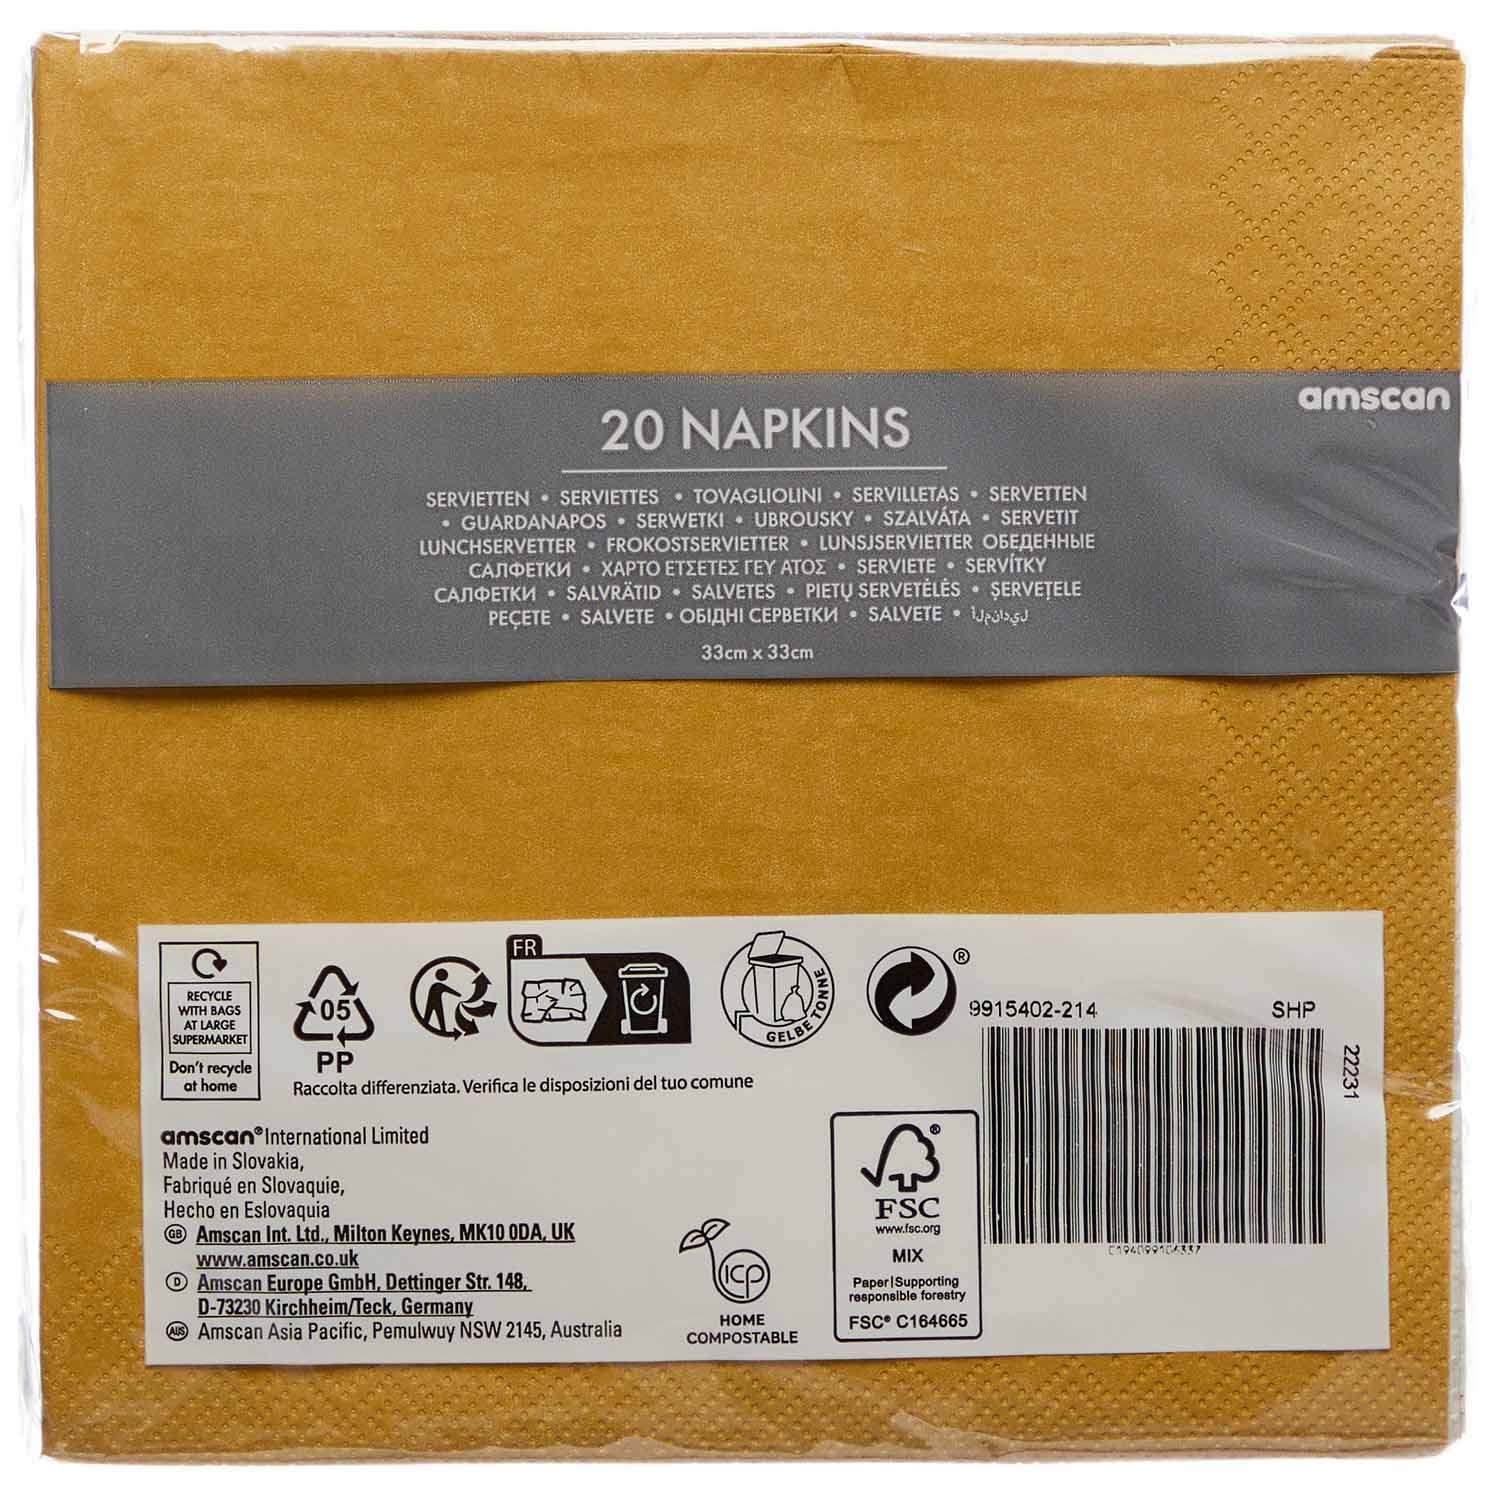 amscan
20 NAPKINS
SERVIETTEN • SERVIETTES • TOVAGLIOLINI • SERVILLETAS • SERVETTEN
• GUARDANAPOS • SERWETKI • UBROUSKY • SZALVÁTA • SERVETIT
LUNCHSERVETTER • FROKOSTSERVIETTER • LUNSJSERVIETTER ОБЕДЕННЫЕ
САЛФЕТКИ • ΧΑΡΤΟ ΕΤΣΕΤΕΣ ΓΕΥ ΑΤΟΣ • SERVIETE • SERVÍTKY
САЛФЕТКИ • SALVRÄTID • SALVETES • PIETŲ SERVETĖLĖS • ȘERVEȚELE
PEÇETE • SALVETE • ОБІДНІ СЕРВЕТКИ • SALVETE •
33cm x 33cm
RECYCLE
WITH BAGS
AT LARGE
SUPERMARKET
Don't recycle
at home
05
PP
FR
GELBE TONNE
®
Raccolta differenziata. Verifica le disposizioni del tuo comune
9915402-214 SHP
22231
amscan® International Limited
Made in Slovakia,
Fabriqué en Slovaquie,
Hecho en Eslovaquia
GB Amscan Int. Ltd., Milton Keynes, MK10 0DA, UK
www.amscan.co.uk
D Amscan Europe GmbH, Dettinger Str. 148,
D-73230 Kirchheim/Teck, Germany
AUS Amscan Asia Pacific, Pemulwuy NSW 2145, Australia
ICP
HOME
COMPOSTABLE
®
FSC
www.fsc.org
MIX
Paper | Supporting
responsible forestry
FSC® C164665